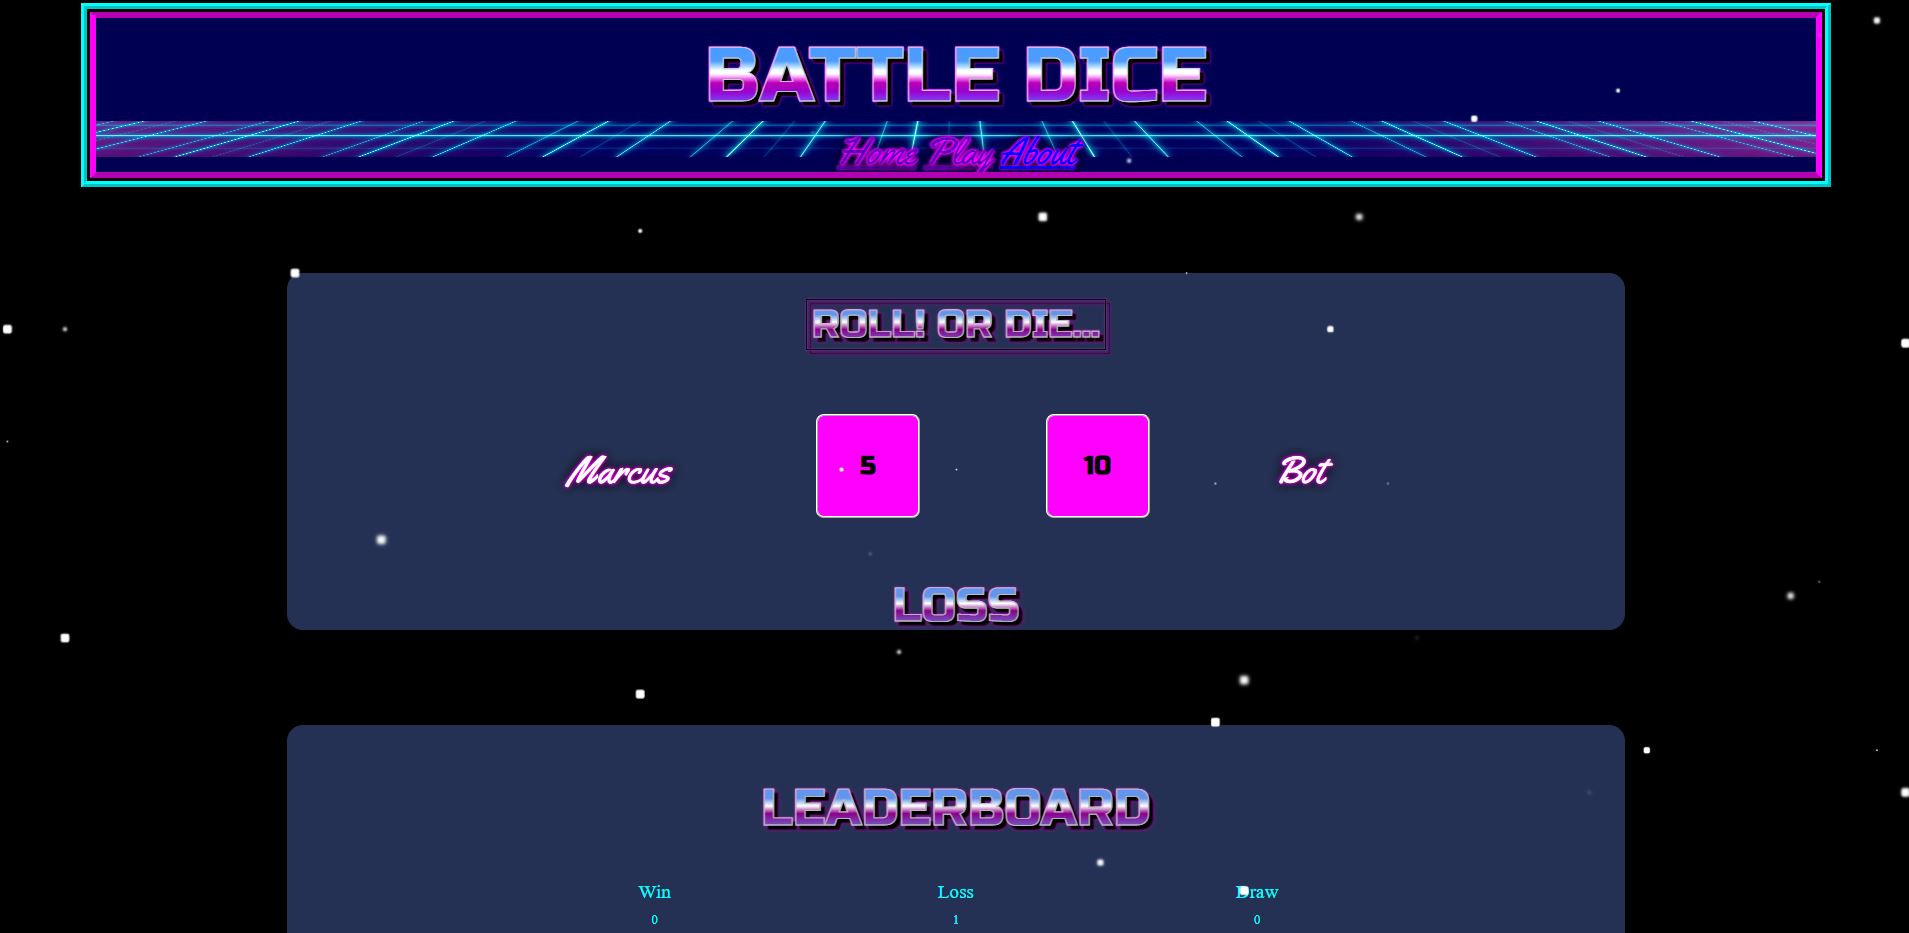 BATTLE DICE
Home Play About
ROLL! OR DIE...
Marcus 5 10 Bot
LOSS
LEADERBOARD
Win Loss Draw
0 1 0